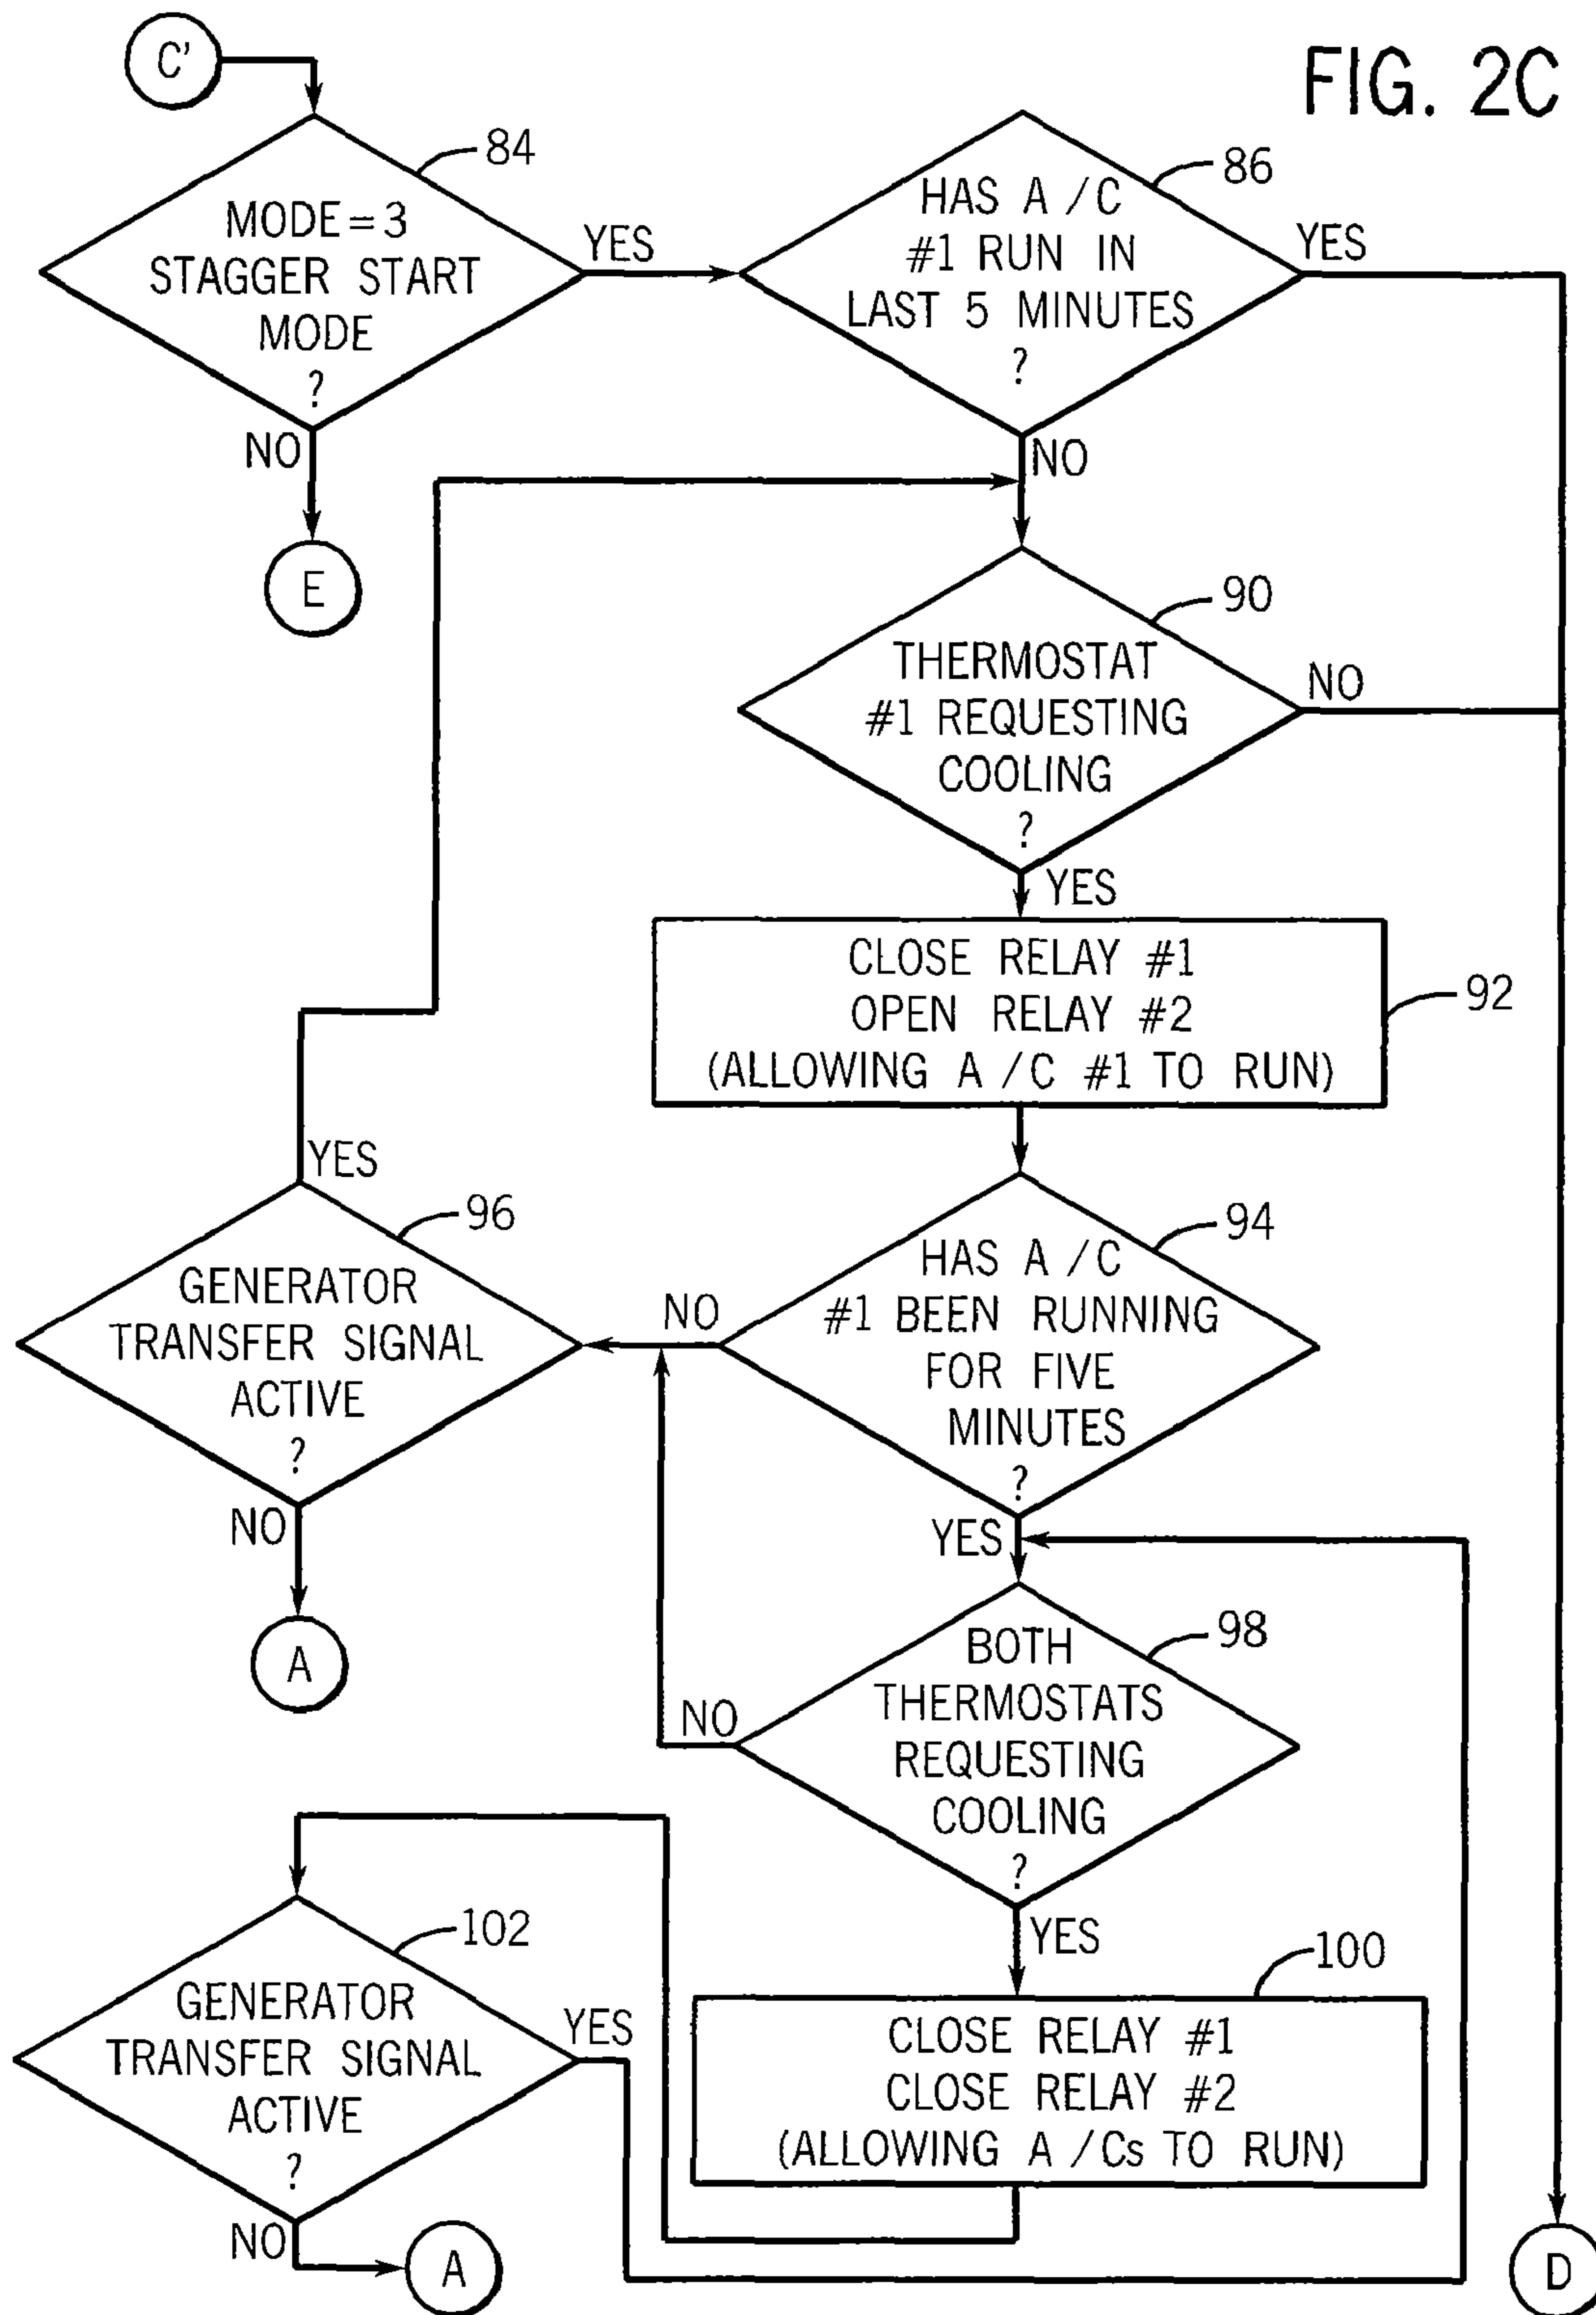 FIG. 2C
C'
84
MODE=3
STAGGER START
MODE
?
YES
NO
E
86
HAS A/C
#1 RUN IN
LAST 5 MINUTES
?
YES
NO
90
THERMOSTAT
#1 REQUESTING
COOLING
?
NO
YES
CLOSE RELAY #1
OPEN RELAY #2
(ALLOWING A/C #1 TO RUN)
92
YES
96
GENERATOR
TRANSFER SIGNAL
ACTIVE
?
NO
A
94
HAS A/C
#1 BEEN RUNNING
FOR FIVE
MINUTES
?
NO
YES
98
BOTH
THERMOSTATS
REQUESTING
COOLING
?
NO
YES
100
CLOSE RELAY #1
CLOSE RELAY #2
(ALLOWING A/Cs TO RUN)
102
GENERATOR
TRANSFER SIGNAL
ACTIVE
?
YES
NO
A
D